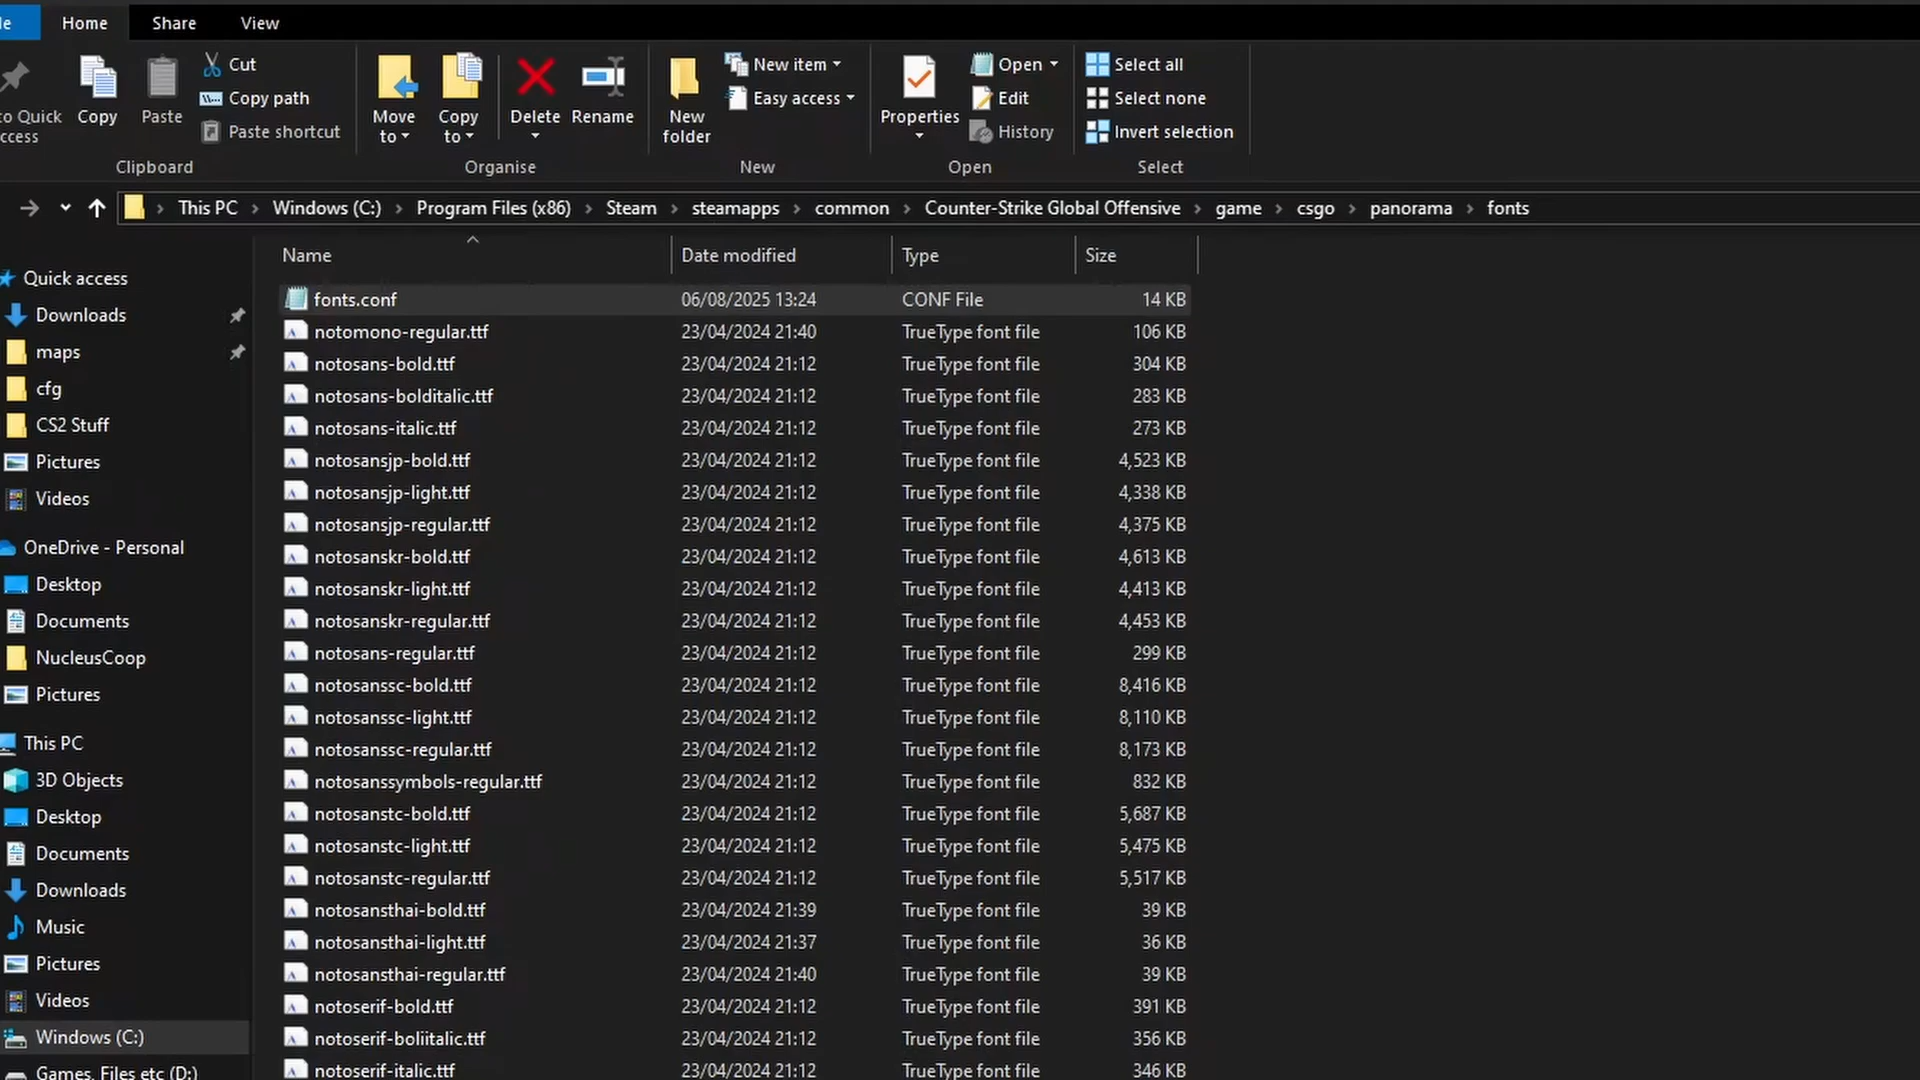 le Home Share View
Cut
Copy path
Paste shortcut
to Quick
ccess
Copy
Paste
Clipboard
Move
to
Copy
to
Delete
Rename
Organise
New
folder
New item
Easy access
New
Properties
Open
Edit
History
Open
Select all
Select none
Invert selection
Select
This PC > Windows (C:) > Program Files (x86) > Steam > steamapps > common > Counter-Strike Global Offensive > game > csgo > panorama > fonts
Name Date modified Type Size
Quick access
Downloads
maps
cfg
CS2 Stuff
Pictures
Videos
OneDrive - Personal
Desktop
Documents
NucleusCoop
Pictures
This PC
3D Objects
Desktop
Documents
Downloads
Music
Pictures
Videos
Windows (C:)
Games, Files etc (D:)
fonts.conf 06/08/2025 13:24 CONF File 14 KB
notomono-regular.ttf 23/04/2024 21:40 TrueType font file 106 KB
notosans-bold.ttf 23/04/2024 21:12 TrueType font file 304 KB
notosans-bolditalic.ttf 23/04/2024 21:12 TrueType font file 283 KB
notosans-italic.ttf 23/04/2024 21:12 TrueType font file 273 KB
notosansjp-bold.ttf 23/04/2024 21:12 TrueType font file 4,523 KB
notosansjp-light.ttf 23/04/2024 21:12 TrueType font file 4,338 KB
notosansjp-regular.ttf 23/04/2024 21:12 TrueType font file 4,375 KB
notosanskr-bold.ttf 23/04/2024 21:12 TrueType font file 4,613 KB
notosanskr-light.ttf 23/04/2024 21:12 TrueType font file 4,413 KB
notosanskr-regular.ttf 23/04/2024 21:12 TrueType font file 4,453 KB
notosans-regular.ttf 23/04/2024 21:12 TrueType font file 299 KB
notosanssc-bold.ttf 23/04/2024 21:12 TrueType font file 8,416 KB
notosanssc-light.ttf 23/04/2024 21:12 TrueType font file 8,110 KB
notosanssc-regular.ttf 23/04/2024 21:12 TrueType font file 8,173 KB
notosanssymbols-regular.ttf 23/04/2024 21:12 TrueType font file 832 KB
notosanstc-bold.ttf 23/04/2024 21:12 TrueType font file 5,687 KB
notosanstc-light.ttf 23/04/2024 21:12 TrueType font file 5,475 KB
notosanstc-regular.ttf 23/04/2024 21:12 TrueType font file 5,517 KB
notosansthai-bold.ttf 23/04/2024 21:39 TrueType font file 39 KB
notosansthai-light.ttf 23/04/2024 21:37 TrueType font file 36 KB
notosansthai-regular.ttf 23/04/2024 21:40 TrueType font file 39 KB
notoserif-bold.ttf 23/04/2024 21:12 TrueType font file 391 KB
notoserif-boliitalic.ttf 23/04/2024 21:12 TrueType font file 356 KB
notoserif-italic.ttf 23/04/2024 21:12 TrueType font file 346 KB